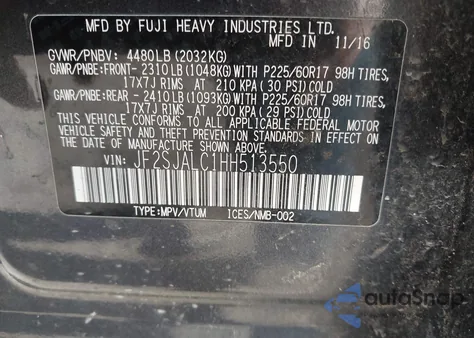 MFD. BY FUJI HEAVY INDUSTRIES LTD.
MFD IN 11/16
GVWR/PNBV: 4480LB (2032KG)
GAWR/PNBE:FRONT- 2310LB (1048KG)WITH P225/60R17 98H TIRES,
17X7J RIMS AT 210 KPA (30 PSI) COLD
GAWR/PNBE:REAR - 2410LB (1093KG)WITH P225/60R17 98H TIRES,
17X7J RIMS AT 200 KPA (29 PSI) COLD
THIS VEHICLE CONFORMS TO ALL APPLICABLE FEDERAL MOTOR
VEHICLE SAFETY, BUMPER, AND THEFT PREVENTION STANDARDS
IN EFFECT ON THE DATE OF MANUFACTURE SHOWN ABOVE.
VIN: JF2SJALC1HH513550
TYPE:MPV/VTUM ICES/NMB-002
autoSnap